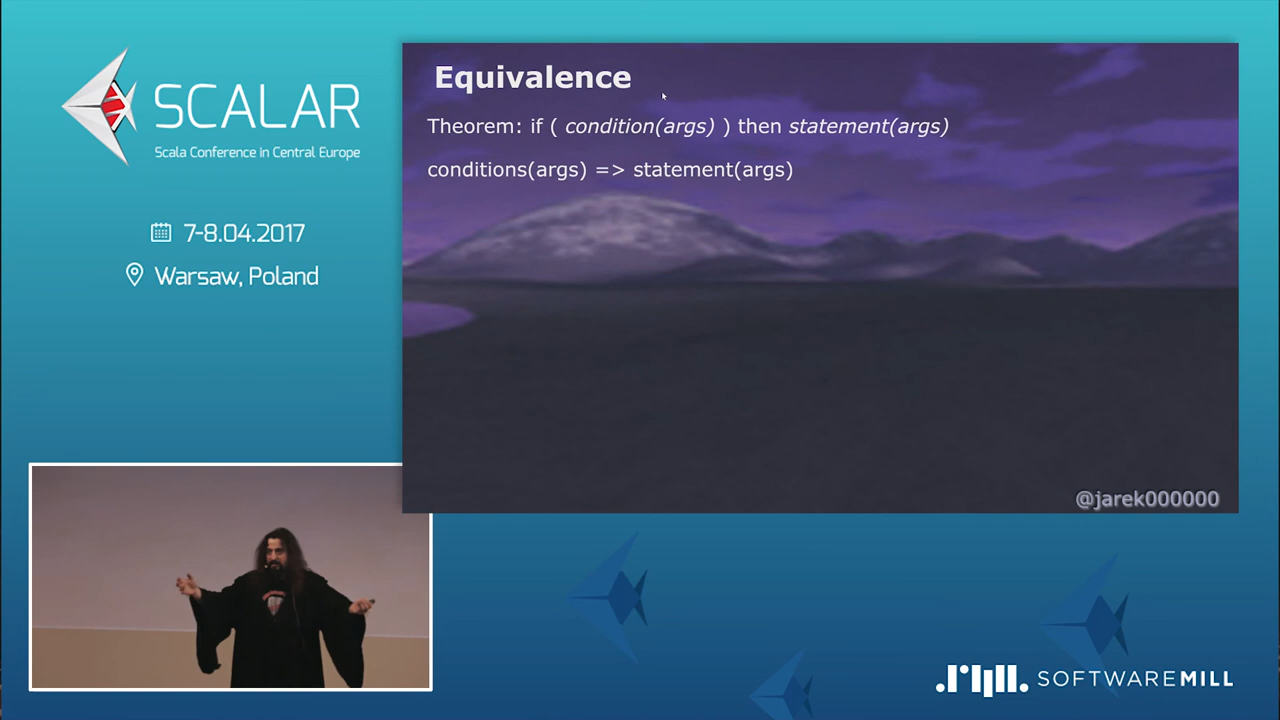 SCALAR
Scala Conference in Central Europe
7-8.04.2017
Warsaw, Poland
Equivalence
Theorem: if ( condition(args) ) then statement(args)
conditions(args) => statement(args)
@jarek000000
SOFTWAREMILL